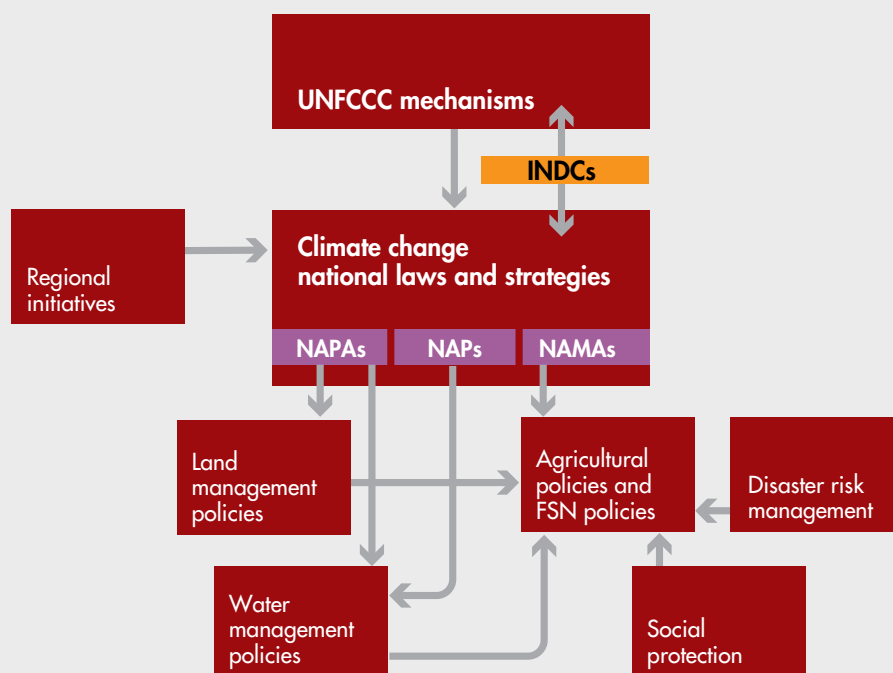 UNFCCC mechanisms
INDCs
Climate change
national laws and strategies
Regional
initiatives
NAPAs
NAPs
NAMAs
Land
management
policies
Agricultural
policies and
FSN policies
Disaster risk
management
Water
management
policies
Social
protection